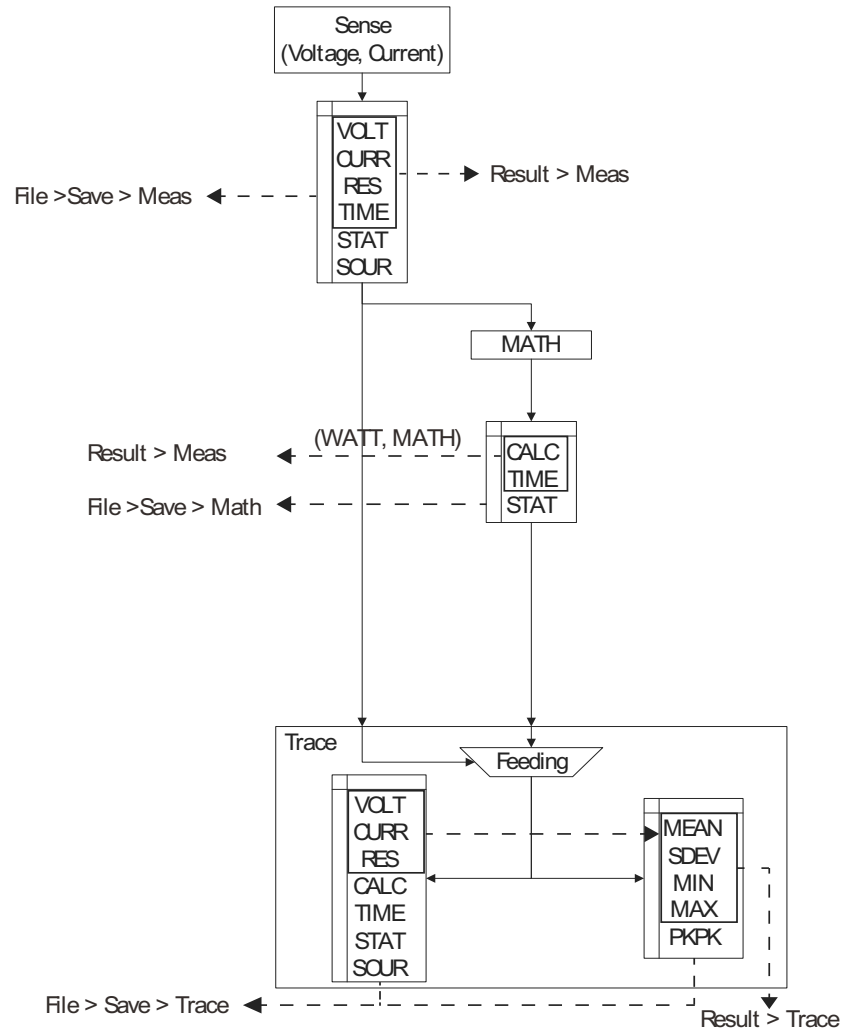 Sense
(Voltage, Current)
VOLT
CURR
RES
TIME
STAT
SOUR
Result > Meas
File >Save > Meas
MATH
(WATT, MATH)
Result > Meas
CALC
TIME
STAT
File >Save > Math
Trace
Feeding
VOLT
CURR
RES
CALC
TIME
STAT
SOUR
MEAN
SDEV
MIN
MAX
PKPK
File > Save > Trace
Result > Trace